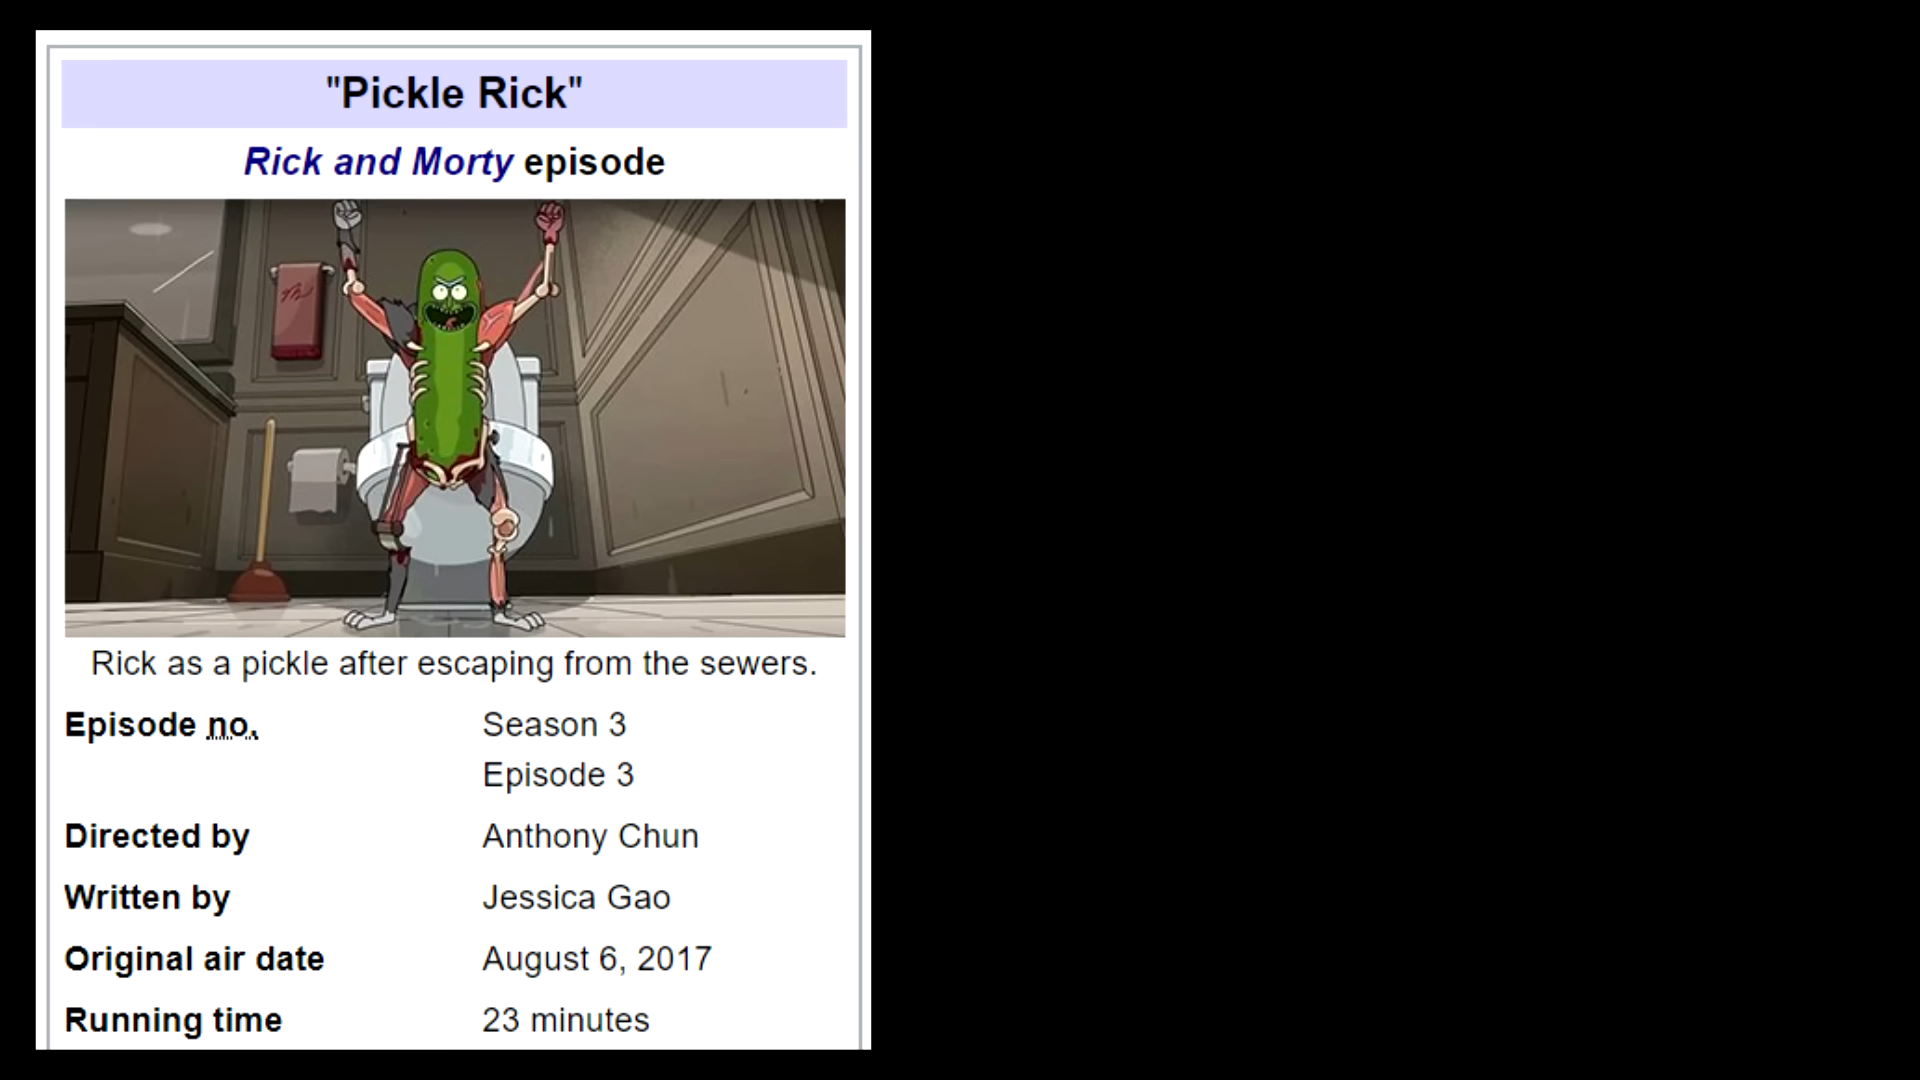 "Pickle Rick"
Rick and Morty episode
Rick as a pickle after escaping from the sewers.
Episode no. Season 3
Episode 3
Directed by Anthony Chun
Written by Jessica Gao
Original air date August 6, 2017
Running time 23 minutes